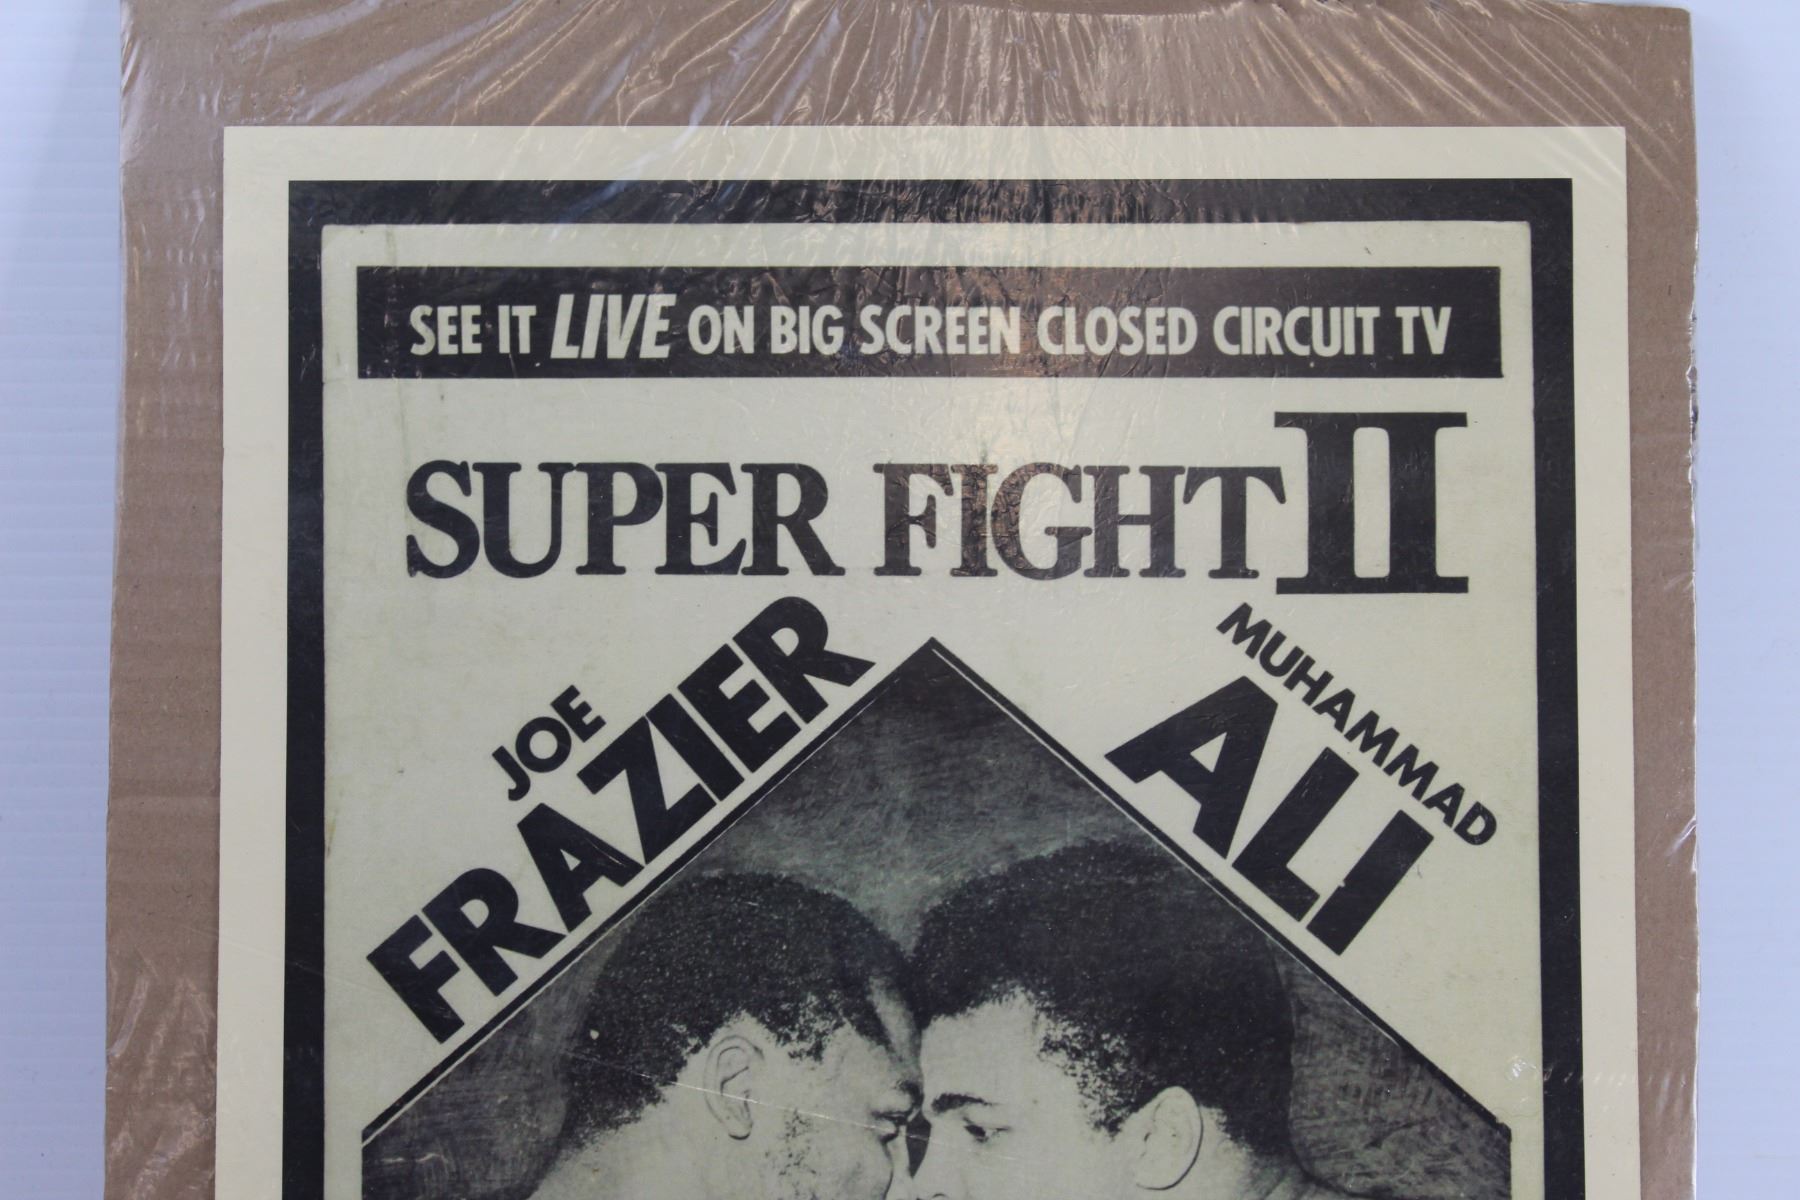 SEE IT LIVE ON BIG SCREEN CLOSED CIRCUIT TV
SUPER FIGHT II
JOE
FRAZIER
MUHAMMAD
ALI